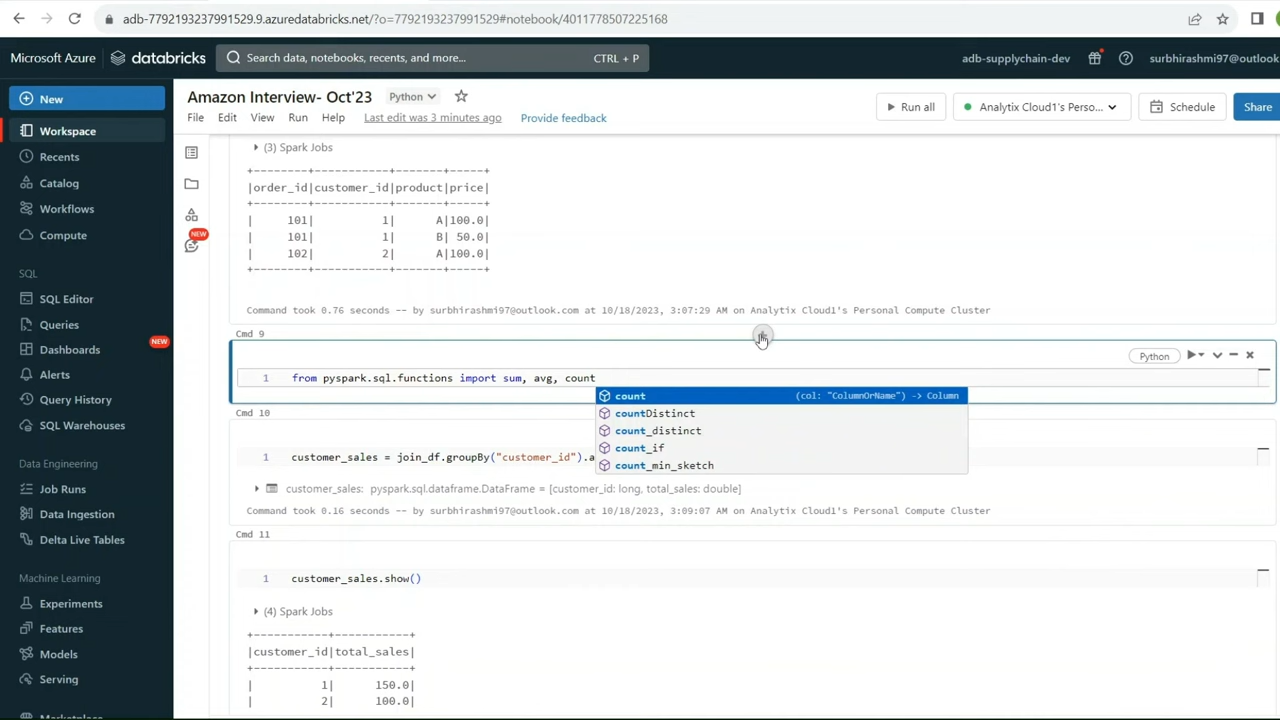 adb-7792193237991529.9.azuredatabricks.net/?o=7792193237991529#notebook/4011778507225168
Microsoft Azure databricks Search data, notebooks, recents, and more... CTRL + P adb-supplychain-dev surbhirashmi97@outlook
New
Workspace
Recents
Catalog
Workflows
Compute
SQL
SQL Editor
Queries
Dashboards NEW
Alerts
Query History
SQL Warehouses
Data Engineering
Job Runs
Data Ingestion
Delta Live Tables
Machine Learning
Experiments
Features
Models
Serving
Marketplace
Amazon Interview- Oct'23 Python
File Edit View Run Help Last edit was 3 minutes ago Provide feedback
Run all Analytix Cloud1's Perso... Schedule Share
NEW
(3) Spark Jobs
+--------+-----------+-------+-----+
|order_id|customer_id|product|price|
+--------+-----------+-------+-----+
| 101| 1| A|100.0|
| 101| 1| B| 50.0|
| 102| 2| A|100.0|
+--------+-----------+-------+-----+
Command took 0.76 seconds -- by surbhirashmi97@outlook.com at 10/18/2023, 3:07:29 AM on Analytix Cloud1's Personal Compute Cluster
Cmd 9
Python
1 from pyspark.sql.functions import sum, avg, count
count (col: "ColumnOrName") -> Column
countDistinct
count_distinct
count_if
count_min_sketch
Cmd 10
1 customer_sales = join_df.groupBy("customer_id").a
customer_sales: pyspark.sql.dataframe.DataFrame = [customer_id: long, total_sales: double]
Command took 0.16 seconds -- by surbhirashmi97@outlook.com at 10/18/2023, 3:09:07 AM on Analytix Cloud1's Personal Compute Cluster
Cmd 11
1 customer_sales.show()
(4) Spark Jobs
+-----------+-----------+
|customer_id|total_sales|
+-----------+-----------+
| 1| 150.0|
| 2| 100.0|